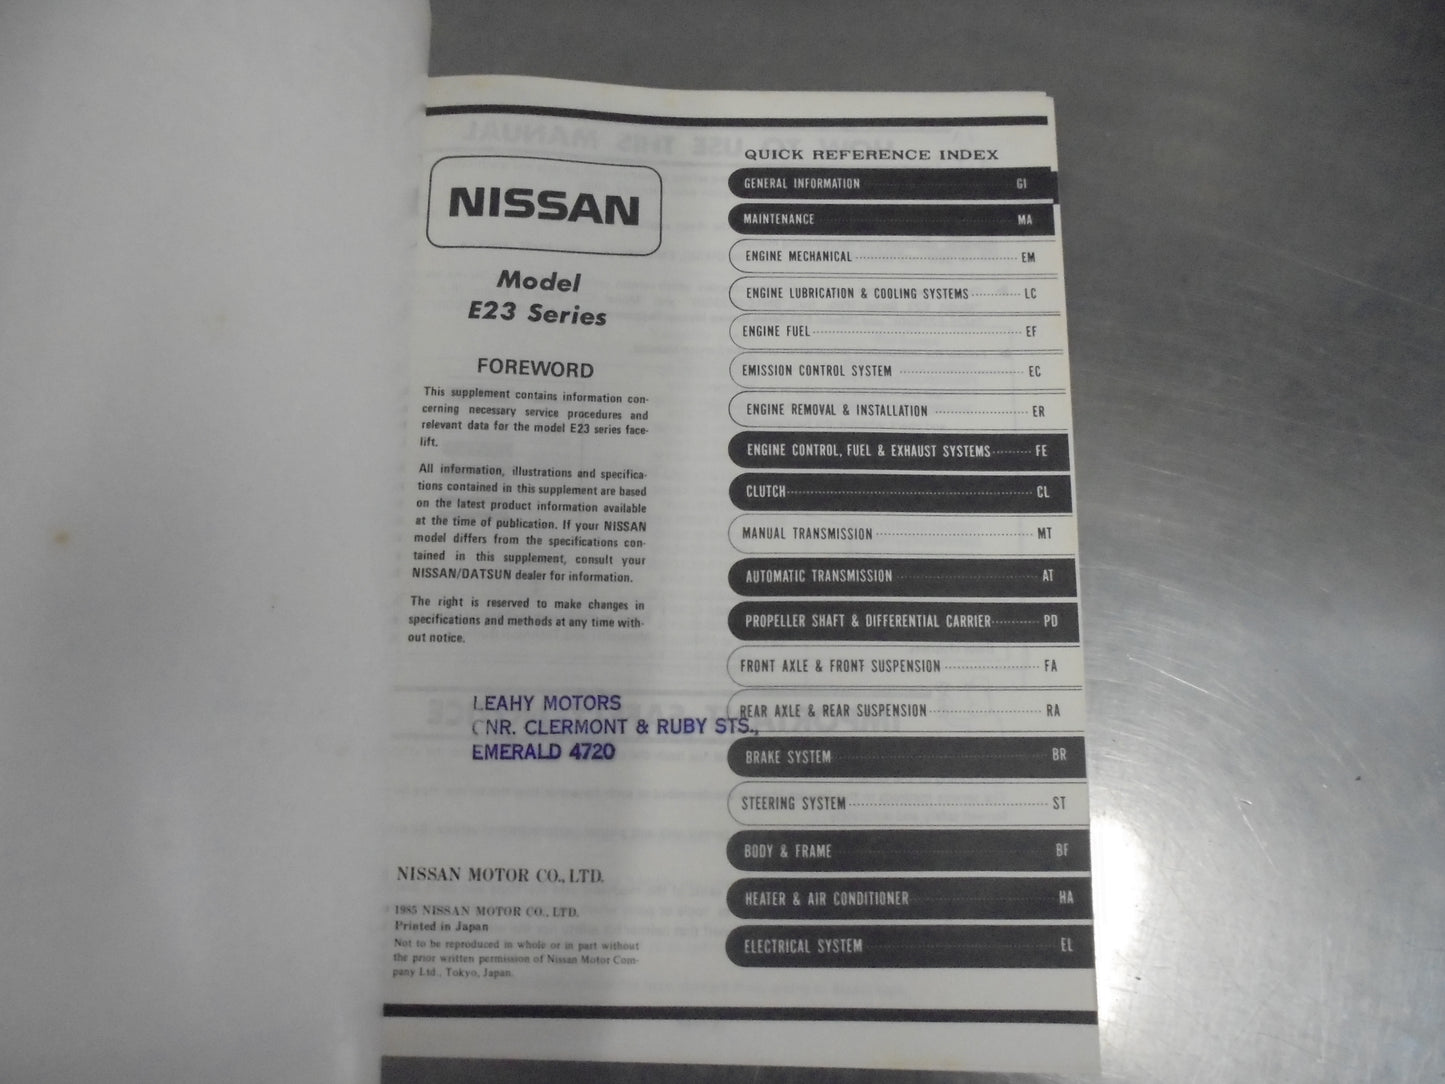 NISSAN
Model
E23 Series
FOREWORD
This supplement contains information con-
cerning necessary service procedures and
relevant data for the model E23 series face-
lift.
All information, illustrations and specifica-
tions contained in this supplement are based
on the latest product information available
at the time of publication. If your NISSAN
model differs from the specifications con-
tained in this supplement, consult your
NISSAN/DATSUN dealer for information.
The right is reserved to make changes in
specifications and methods at any time with-
out notice.
LEAHY MOTORS
CNR. CLERMONT & RUBY STS.,
EMERALD 4720
NISSAN MOTOR CO., LTD.
1985 NISSAN MOTOR CO., LTD.
Printed in Japan
Not to be reproduced in whole or in part without
the prior written permission of Nissan Motor Com-
pany Ltd., Tokyo, Japan.
QUICK REFERENCE INDEX
GENERAL INFORMATION GI
MAINTENANCE MA
ENGINE MECHANICAL EM
ENGINE LUBRICATION & COOLING SYSTEMS LC
ENGINE FUEL EF
EMISSION CONTROL SYSTEM EC
ENGINE REMOVAL & INSTALLATION ER
ENGINE CONTROL, FUEL & EXHAUST SYSTEMS FE
CLUTCH CL
MANUAL TRANSMISSION MT
AUTOMATIC TRANSMISSION AT
PROPELLER SHAFT & DIFFERENTIAL CARRIER PD
FRONT AXLE & FRONT SUSPENSION FA
REAR AXLE & REAR SUSPENSION RA
BRAKE SYSTEM BR
STEERING SYSTEM ST
BODY & FRAME BF
HEATER & AIR CONDITIONER HA
ELECTRICAL SYSTEM EL